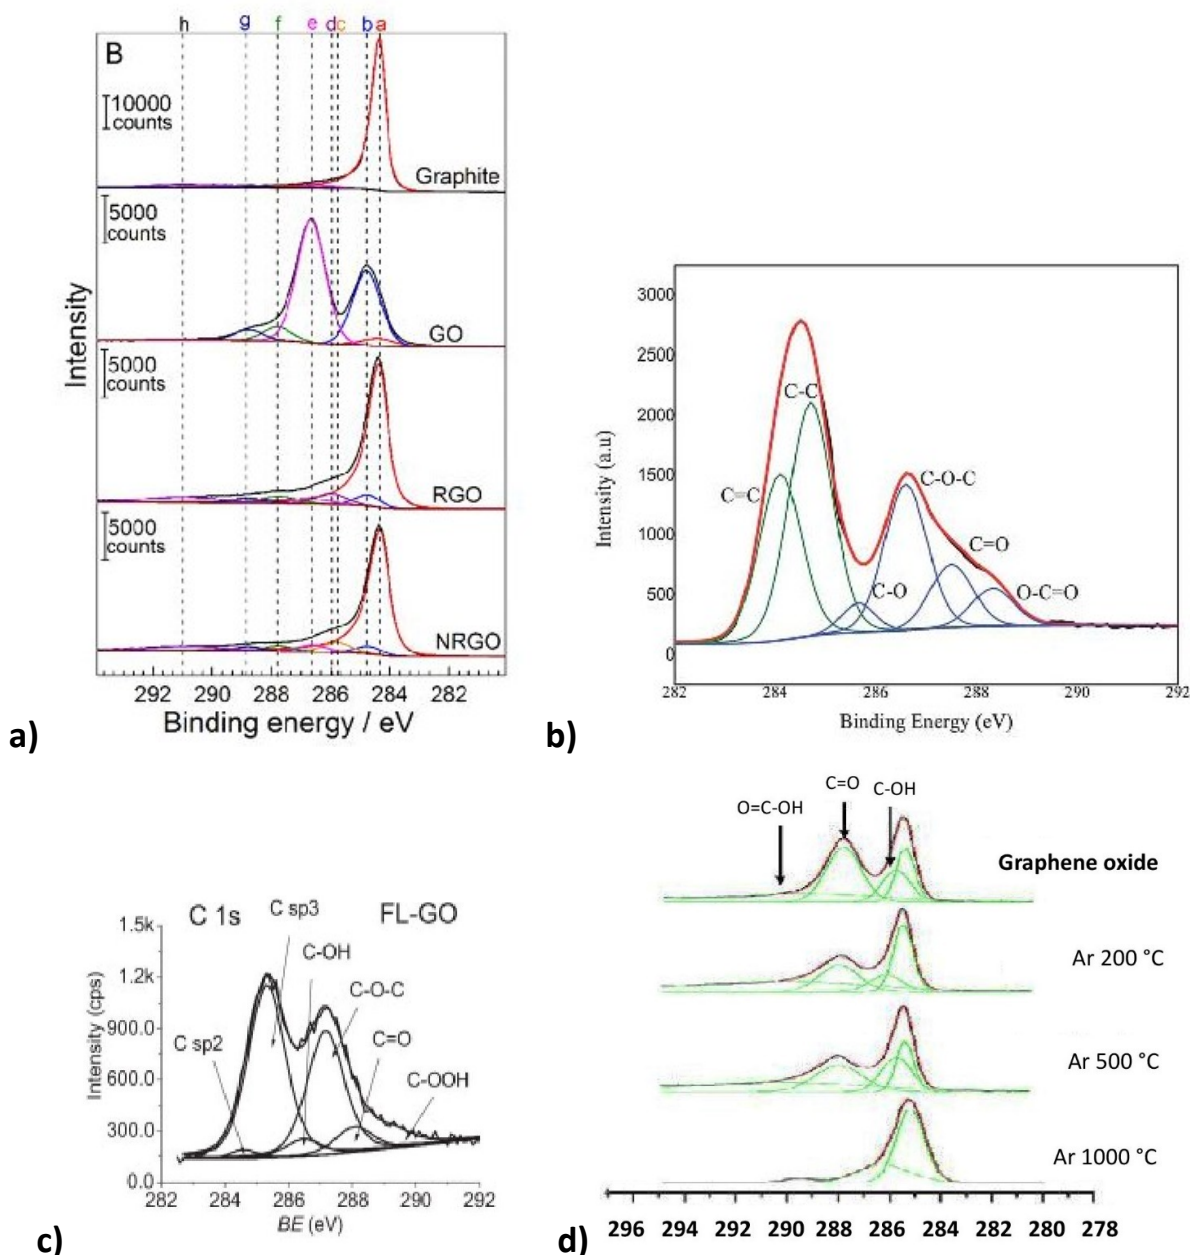 h g f e d c b a
B
10000
counts
Graphite
5000
counts
GO
5000
counts
RGO
5000
counts
NRGO
Intensity
292 290 288 286 284 282
Binding energy / eV
a)
3000
2500
2000
1500
1000
500
0
C-C
C=C
C-O-C
C=O
C-O
O-C=O
Intensity (a.u)
282 284 286 288 290 292
Binding Energy (eV)
b)
C 1s
C sp3
FL-GO
C-OH
C-O-C
C sp2
C=O
C-OOH
1.5k
1.2k
900.0
600.0
300.0
0.0
Intensity (cps)
282 284 286 288 290 292
BE (eV)
c)
C=O
O=C-OH
C-OH
Graphene oxide
Ar 200 °C
Ar 500 °C
Ar 1000 °C
296 294 292 290 288 286 284 282 280 278
d)